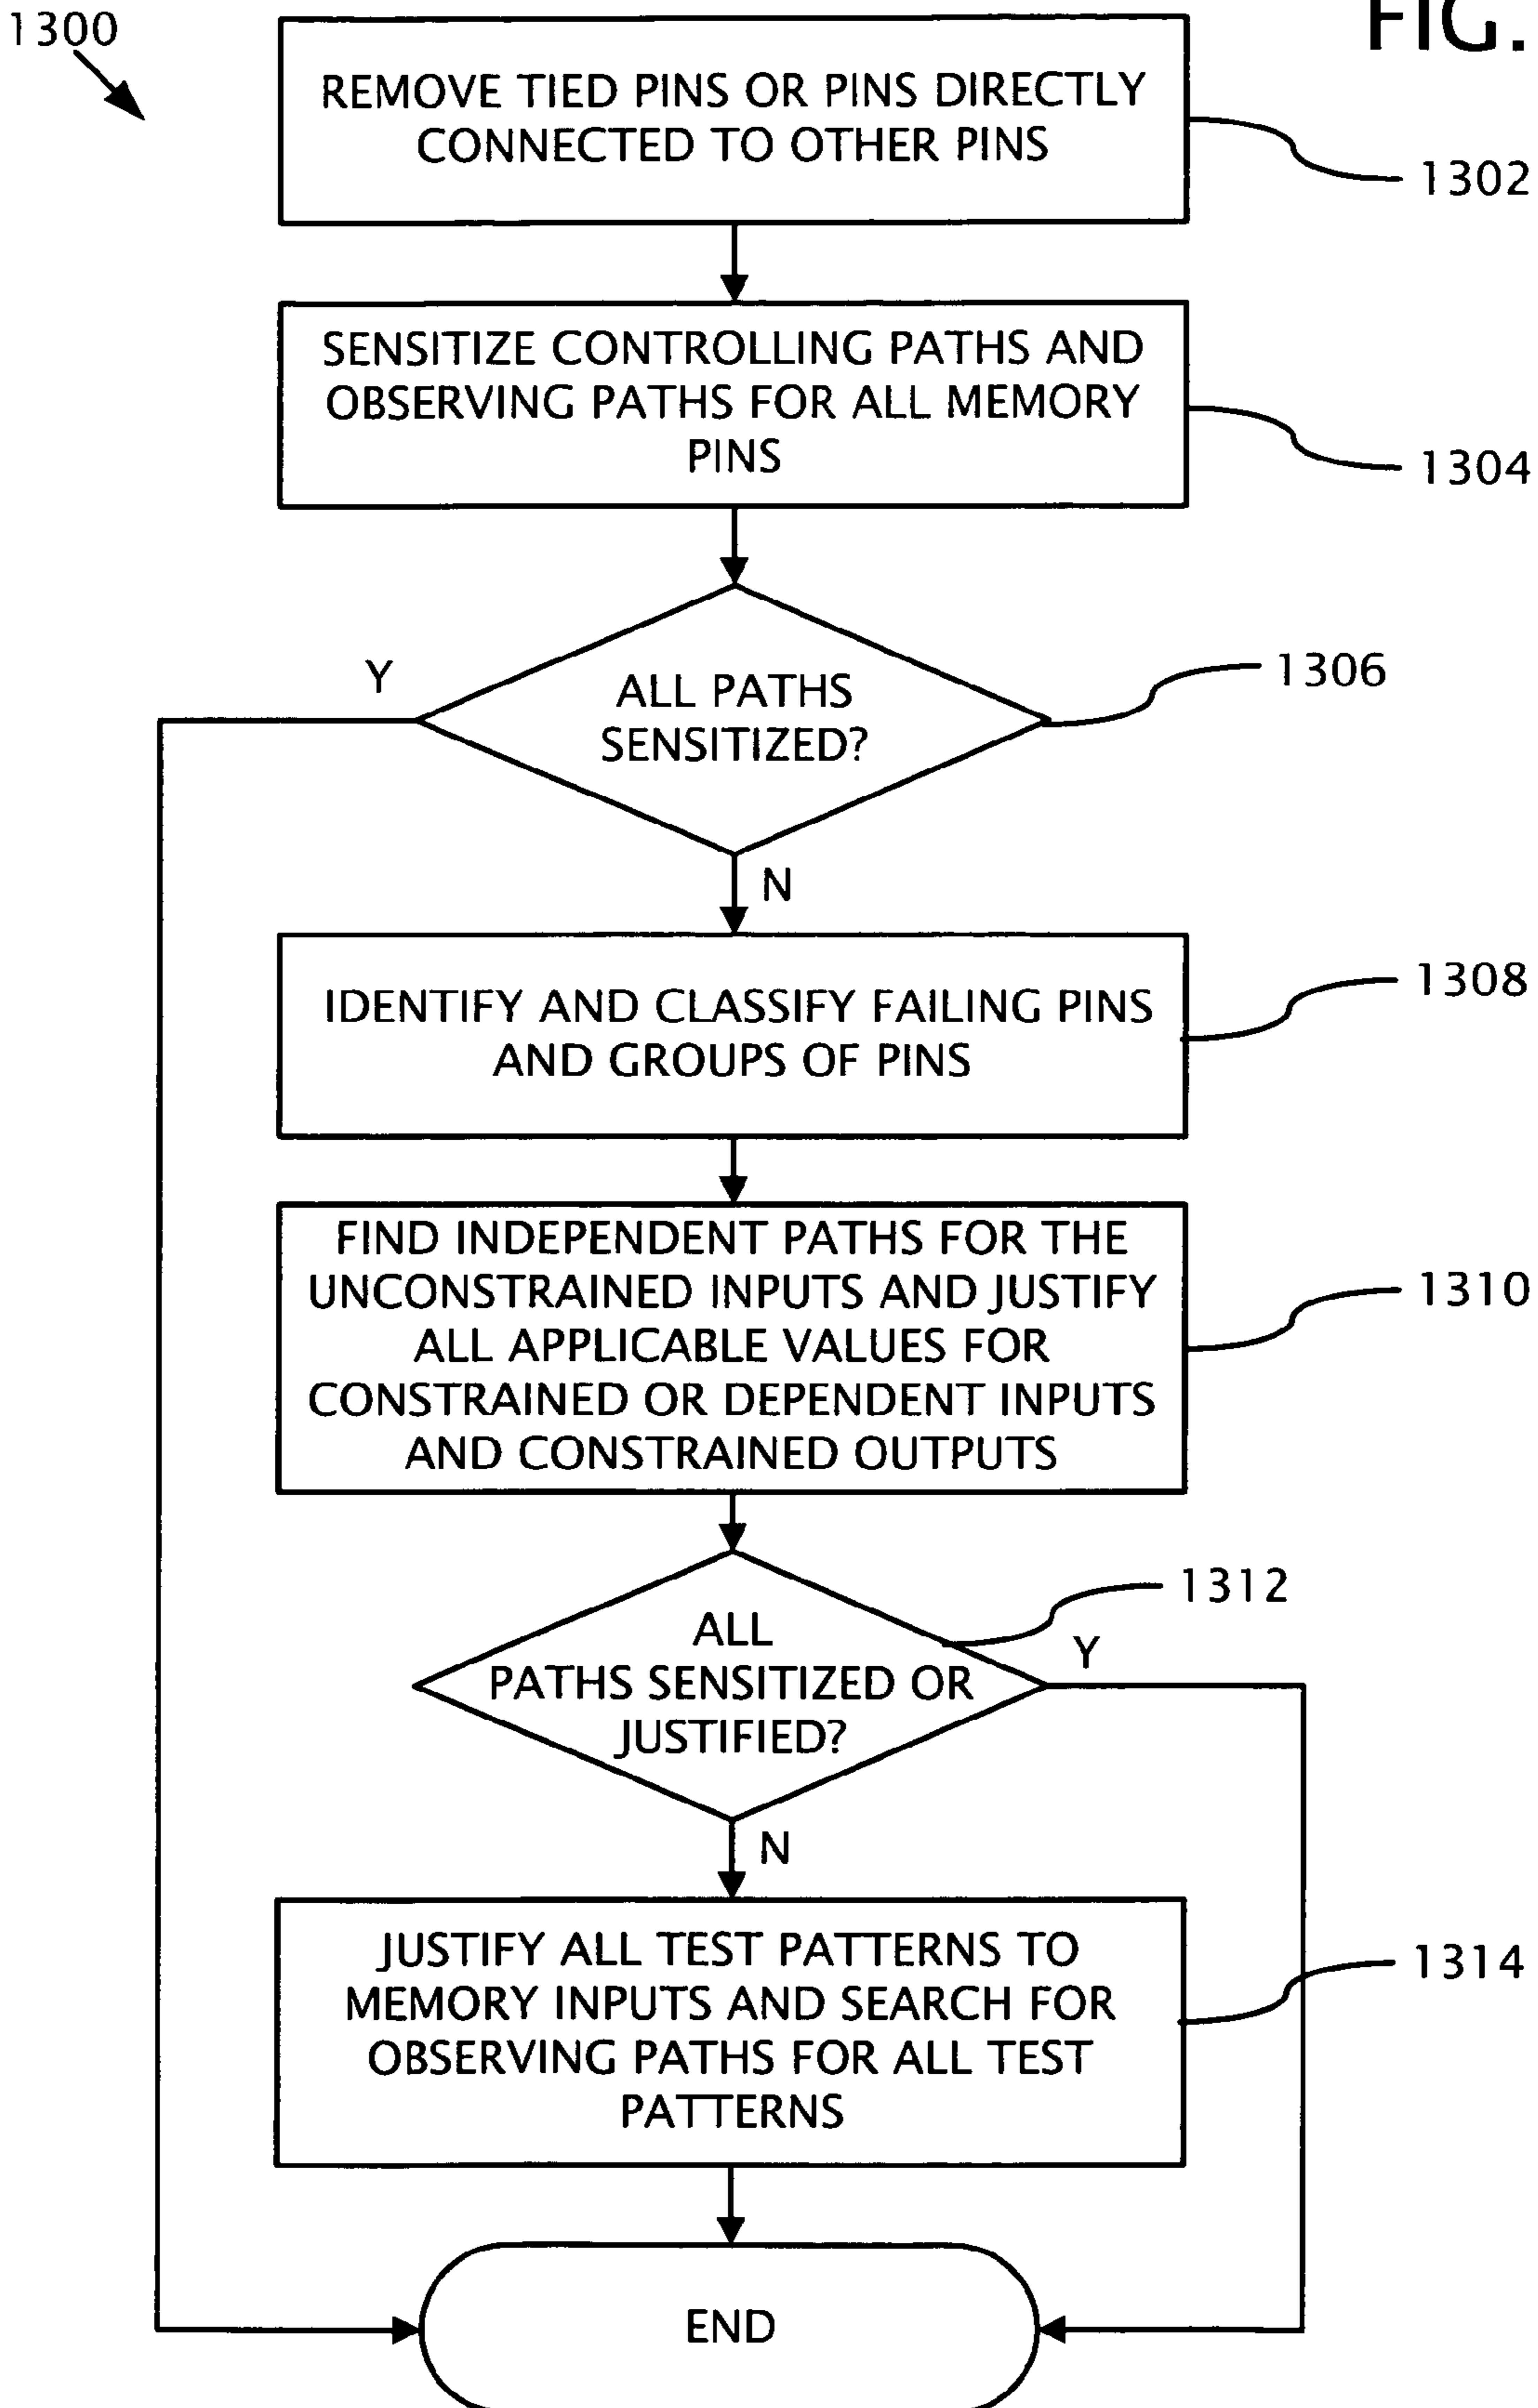 1300
FIG.
REMOVE TIED PINS OR PINS DIRECTLY
CONNECTED TO OTHER PINS
1302
SENSITIZE CONTROLLING PATHS AND
OBSERVING PATHS FOR ALL MEMORY
PINS
1304
Y
ALL PATHS
SENSITIZED?
1306
N
IDENTIFY AND CLASSIFY FAILING PINS
AND GROUPS OF PINS
1308
FIND INDEPENDENT PATHS FOR THE
UNCONSTRAINED INPUTS AND JUSTIFY
ALL APPLICABLE VALUES FOR
CONSTRAINED OR DEPENDENT INPUTS
AND CONSTRAINED OUTPUTS
1310
1312
ALL
PATHS SENSITIZED OR
JUSTIFIED?
Y
N
JUSTIFY ALL TEST PATTERNS TO
MEMORY INPUTS AND SEARCH FOR
OBSERVING PATHS FOR ALL TEST
PATTERNS
1314
END